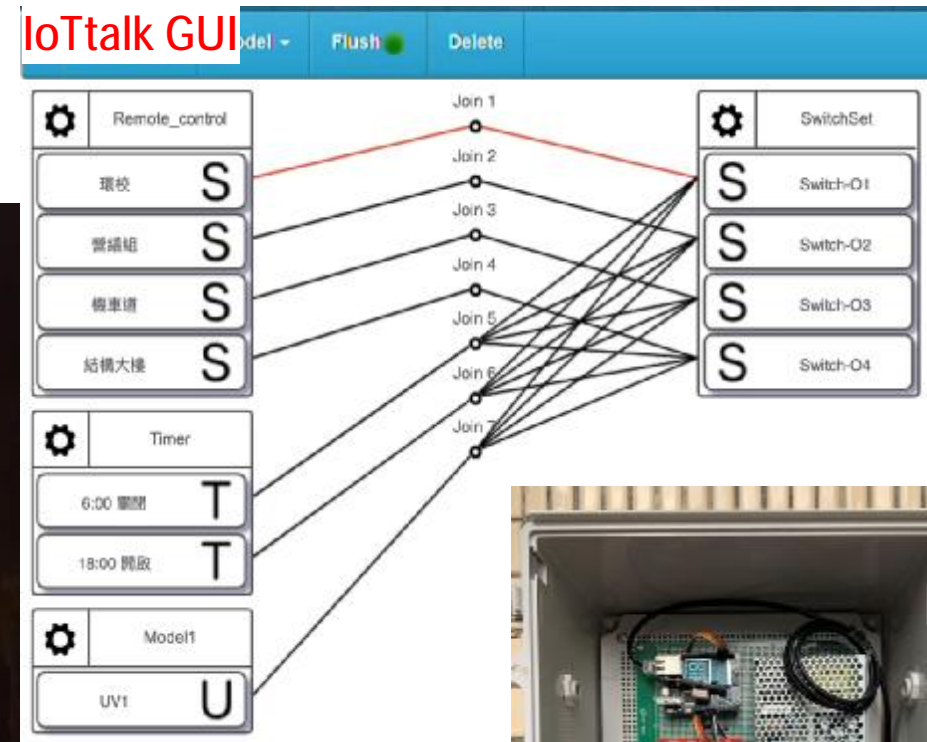 IoTtalk GUI
odel
Flush
Delete
Remote_control
環校
S
營繕組
S
機車道
S
結構大樓
S
Timer
6:00 關閉
T
18:00 開啟
T
Model1
UV1
U
Join 1
Join 2
Join 3
Join 4
Join 5
Join 6
Join 7
SwitchSet
S
Switch-O1
S
Switch-O2
S
Switch-O3
S
Switch-O4